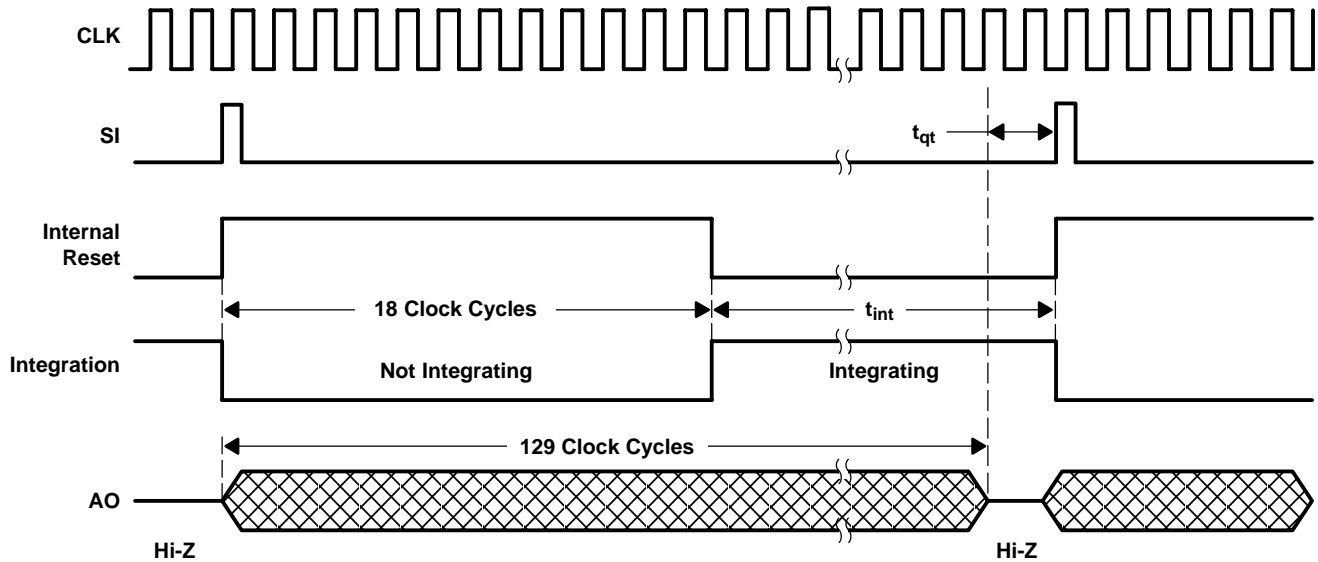 CLK
SI
t_qt
Internal
Reset
18 Clock Cycles
t_int
Integration
Not Integrating
Integrating
129 Clock Cycles
AO
Hi-Z
Hi-Z